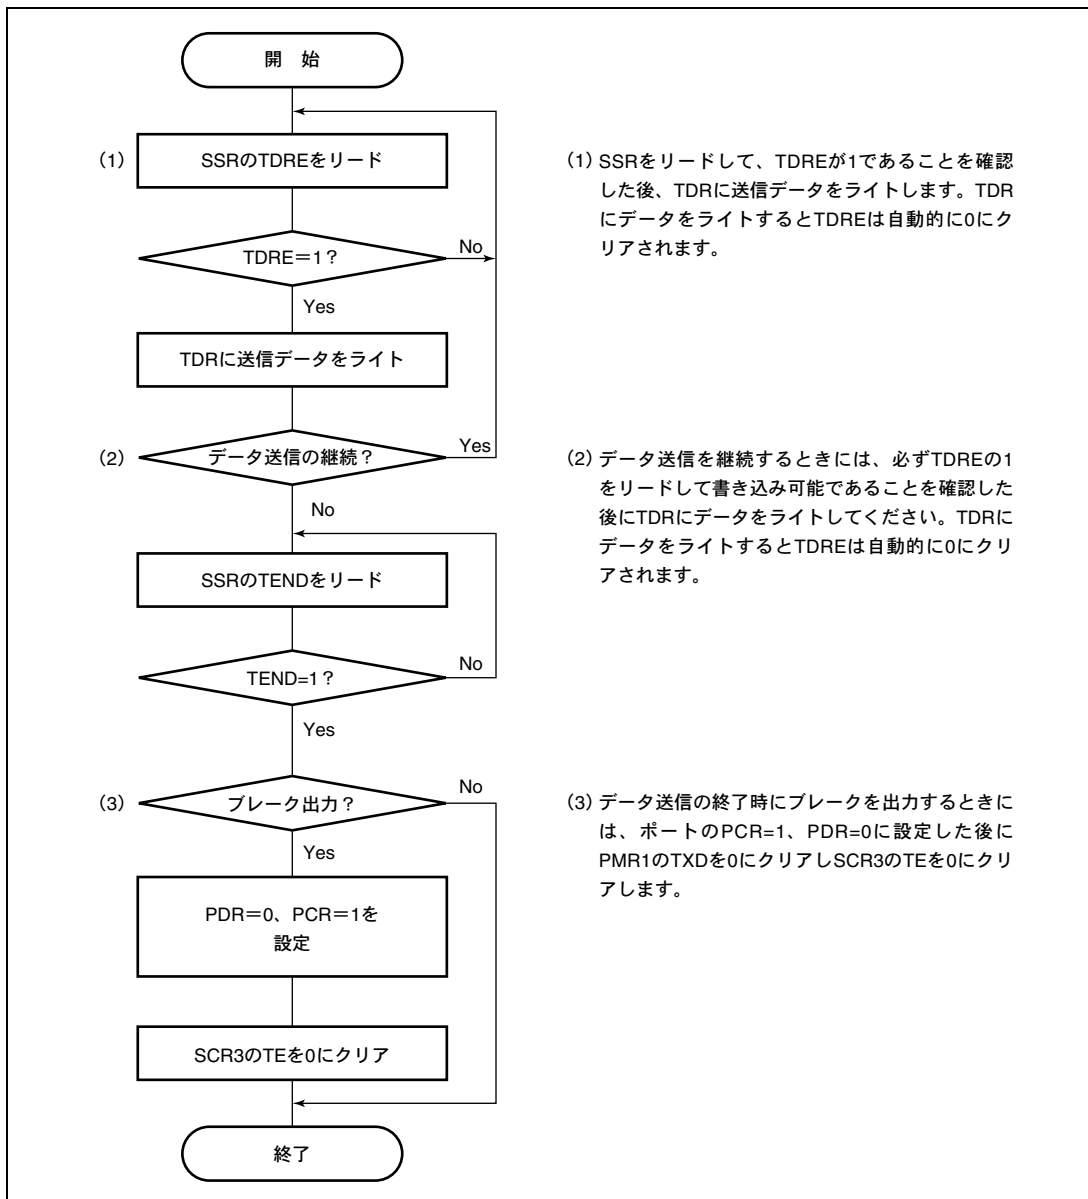 開 始
(1) SSRのTDREをリード
TDRE＝1？
No
Yes
TDRに送信データをライト
(2) データ送信の継続？
Yes
No
SSRのTENDをリード
TEND=1？
No
Yes
(3) ブレーク出力？
No
Yes
PDR＝0、PCR＝1を
設定
SCR3のTEを0にクリア
終了
(1) SSRをリードして、TDREが1であることを確認
した後、TDRに送信データをライトします。TDR
にデータをライトするとTDREは自動的に0にク
リアされます。
(2) データ送信を継続するときには、必ずTDREの1
をリードして書き込み可能であることを確認した
後にTDRにデータをライトしてください。TDRに
データをライトするとTDREは自動的に0にクリ
アされます。
(3) データ送信の終了時にブレークを出力するときに
は、ポートのPCR=1、PDR=0に設定した後に
PMR1のTXDを0にクリアしSCR3のTEを0にクリ
アします。